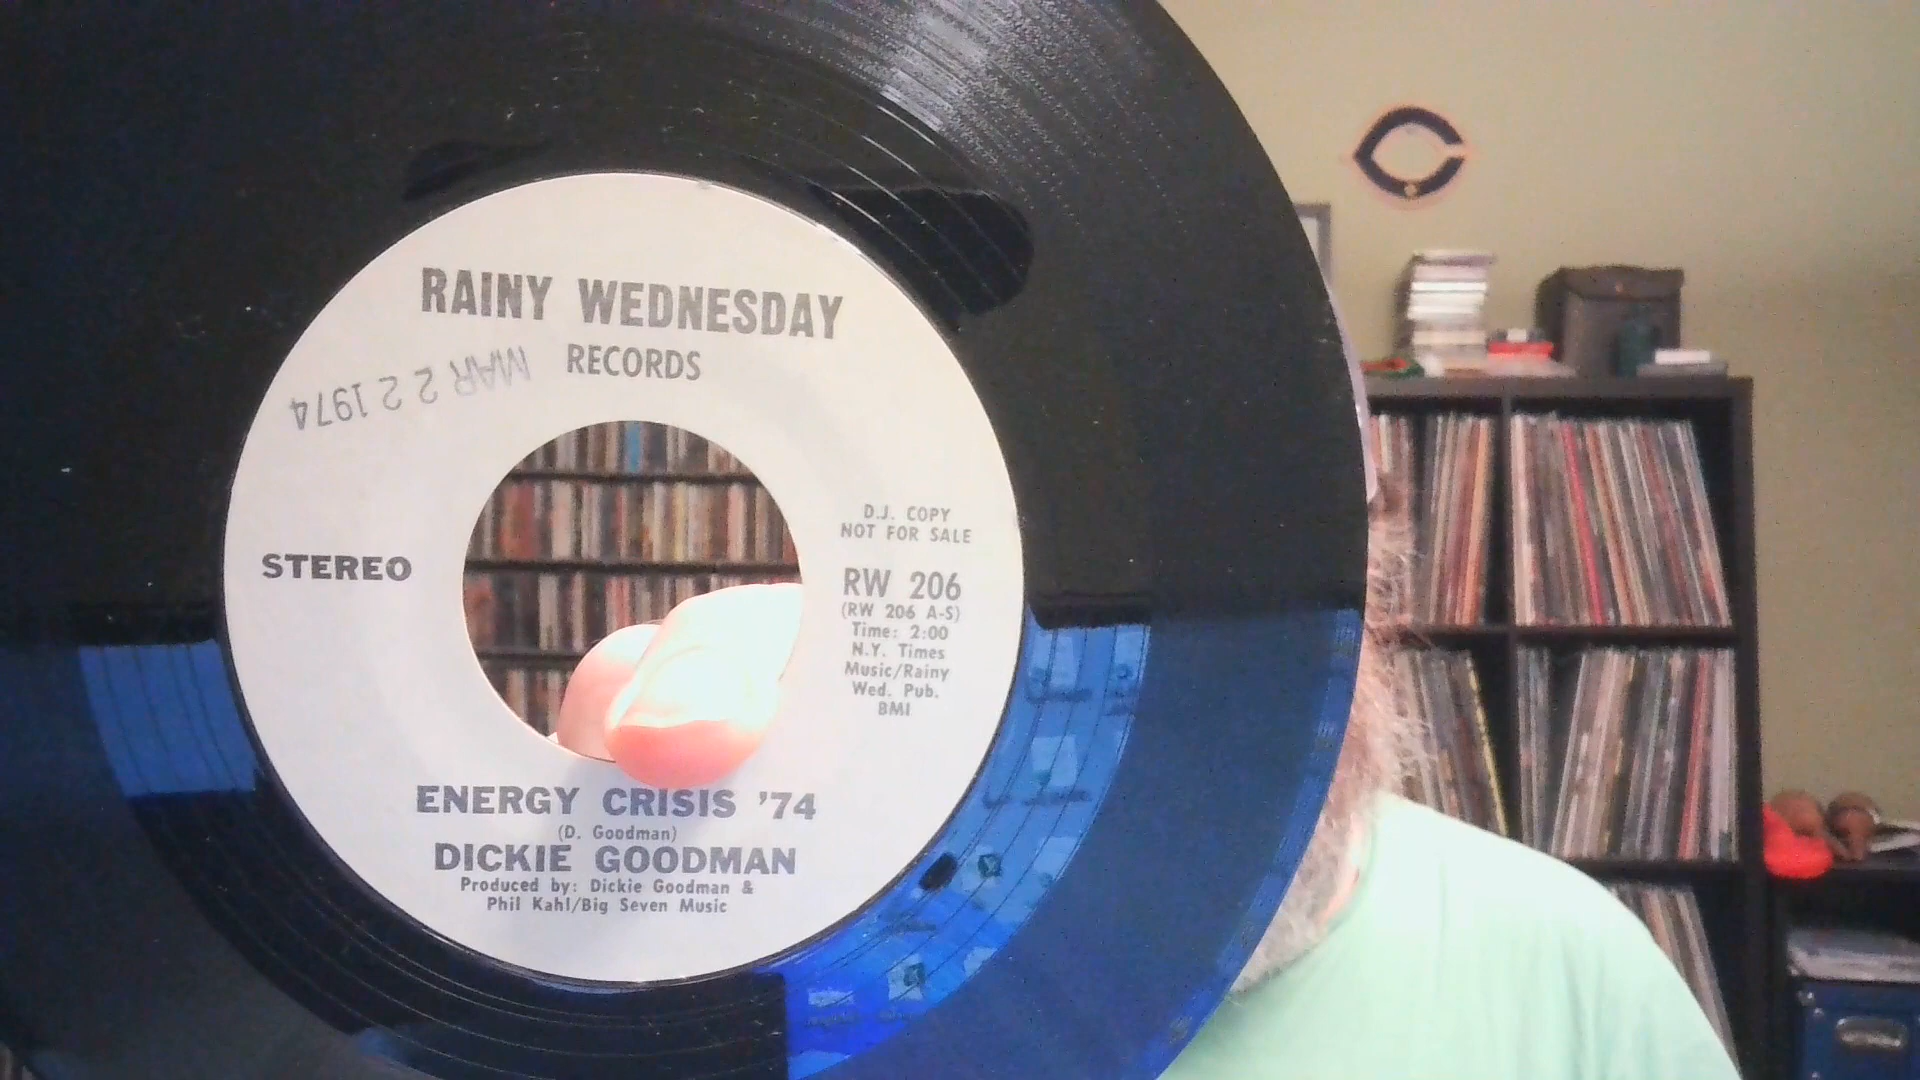 RAINY WEDNESDAY
RECORDS
MAR 22 1974
STEREO
D.J. COPY
NOT FOR SALE
RW 206
(RW 206 A-S)
Time: 2:00
N.Y. Times
Music/Rainy
Wed. Pub.
BMI
ENERGY CRISIS '74
(D. Goodman)
DICKIE GOODMAN
Produced by: Dickie Goodman &
Phil Kahl/Big Seven Music